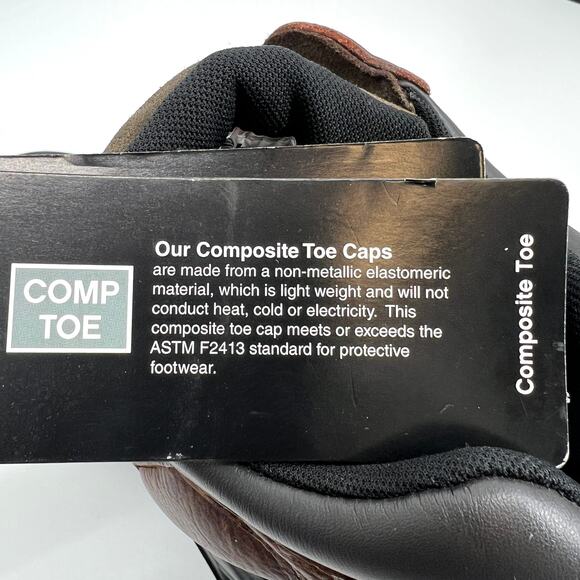 COMP
TOE
Our Composite Toe Caps
are made from a non-metallic elastomeric
material, which is light weight and will not
conduct heat, cold or electricity. This
composite toe cap meets or exceeds the
ASTM F2413 standard for protective
footwear.
Composite Toe